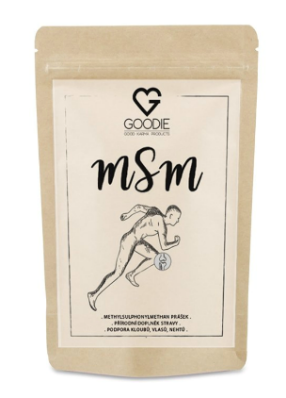 GOODIE
GOOD KARMA PRODUCTS
mSm
. METHYLSULPHONYLMETHAN PRÁŠEK .
. PŘÍRODNÍ DOPLNĚK STRAVY .
. PODPORA KLOUBŮ, VLASŮ, NEHTŮ .